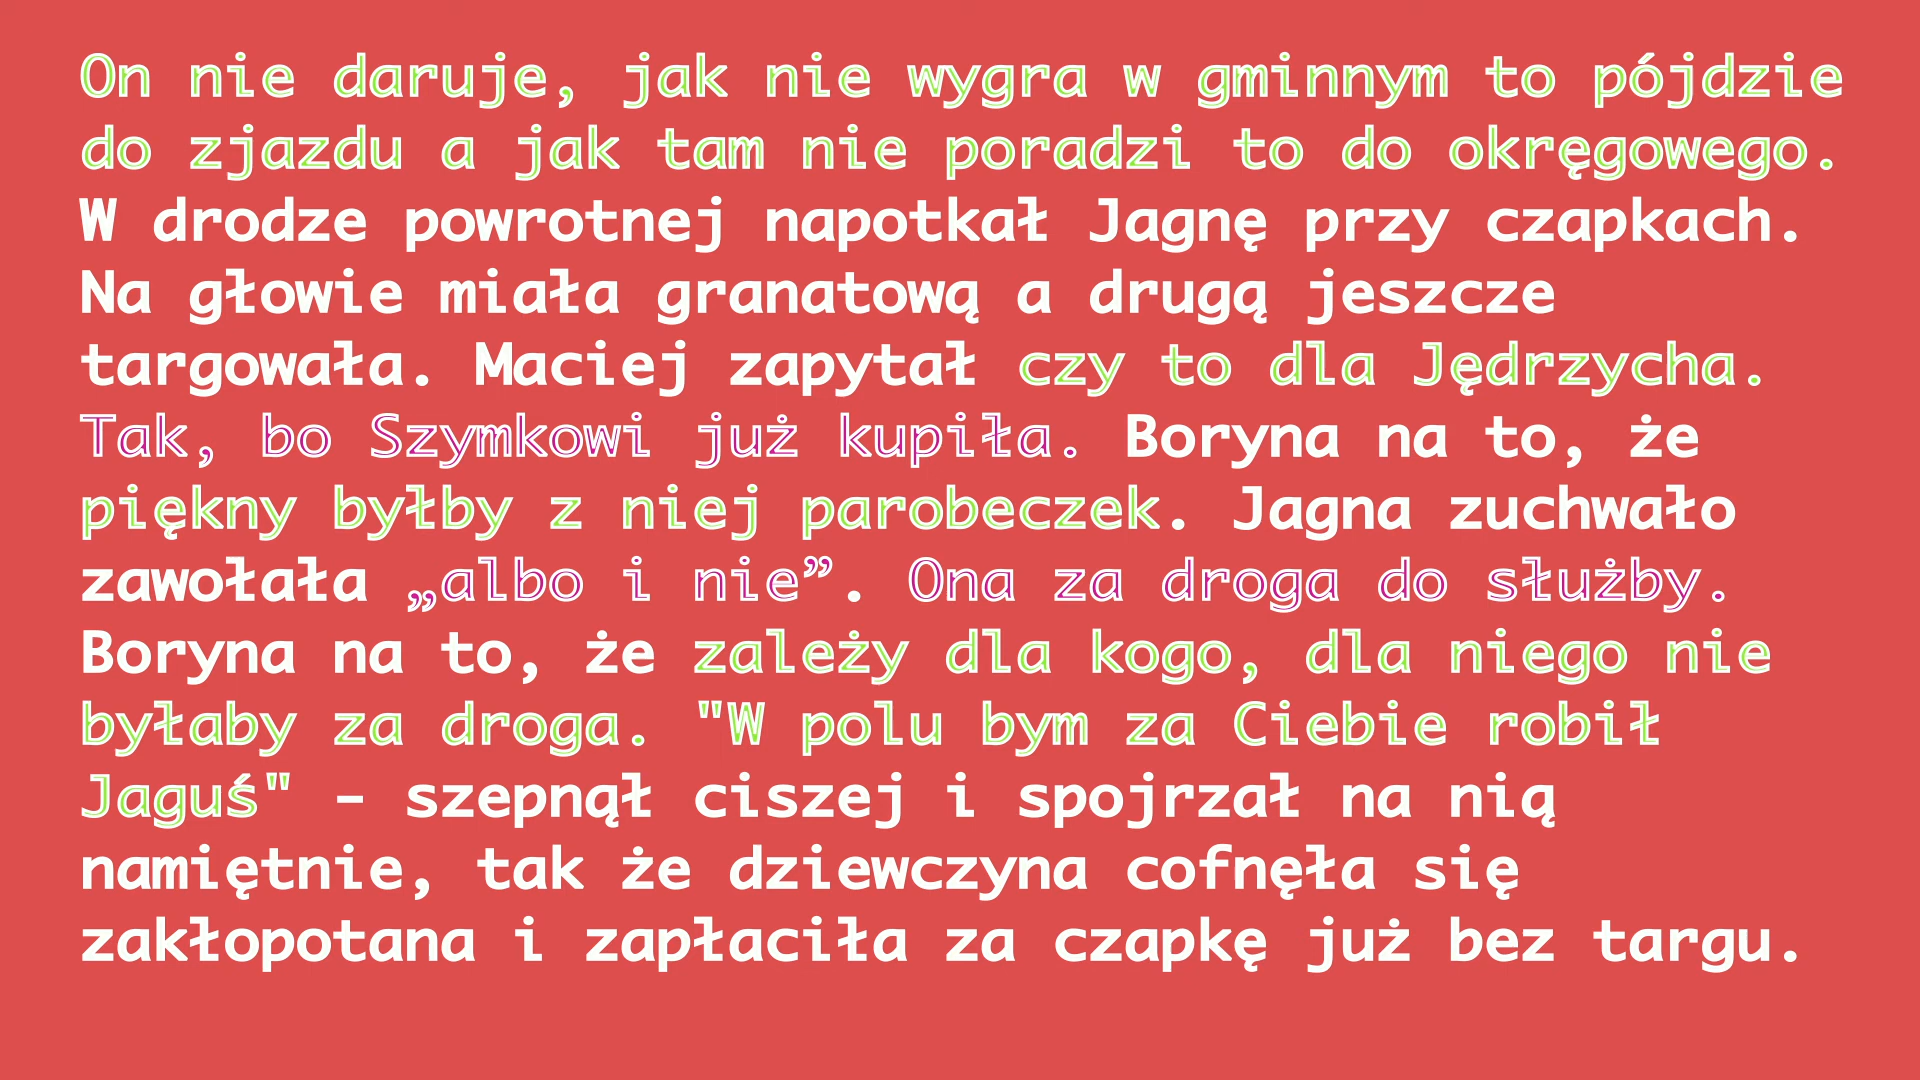 On nie daruje, jak nie wygra w gminnym to pójdzie
do zjazdu a jak tam nie poradzi to do okręgowego.
W drodze powrotnej napotkał Jagnę przy czapkach.
Na głowie miała granatową a drugą jeszcze
targowała. Maciej zapytał czy to dla Jędrzycha.
Tak, bo Szymkowi już kupiła. Boryna na to, że
piękny byłby z niej parobeczek. Jagna zuchwało
zawołała „albo i nie”. Ona za droga do służby.
Boryna na to, że zależy dla kogo, dla niego nie
byłaby za droga. "W polu bym za Ciebie robił
Jaguś" – szepnął ciszej i spojrzał na nią
namiętnie, tak że dziewczyna cofnęła się
zakłopotana i zapłaciła za czapkę już bez targu.